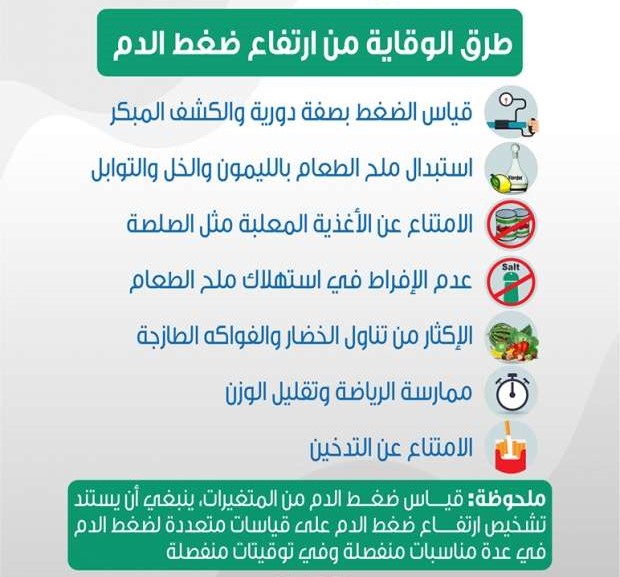 طرق الوقاية من ارتفاع ضغط الدم
قياس الضغط بصفة دورية والكشف المبكر
استبدال ملح الطعام بالليمون والخل والتوابل
الامتناع عن الأغذية المعلبة مثل الصلصة
عدم الإفراط في استهلاك ملح الطعام
Salt
الإكثار من تناول الخضار والفواكه الطازجة
ممارسة الرياضة وتقليل الوزن
الامتناع عن التدخين
ملحوظة: قياس ضغط الدم من المتغيرات، ينبغي أن يستند
تشخيص ارتفاع ضغط الدم على قياسات متعددة لضغط الدم
في عدة مناسبات منفصلة وفي توقيتات منفصلة